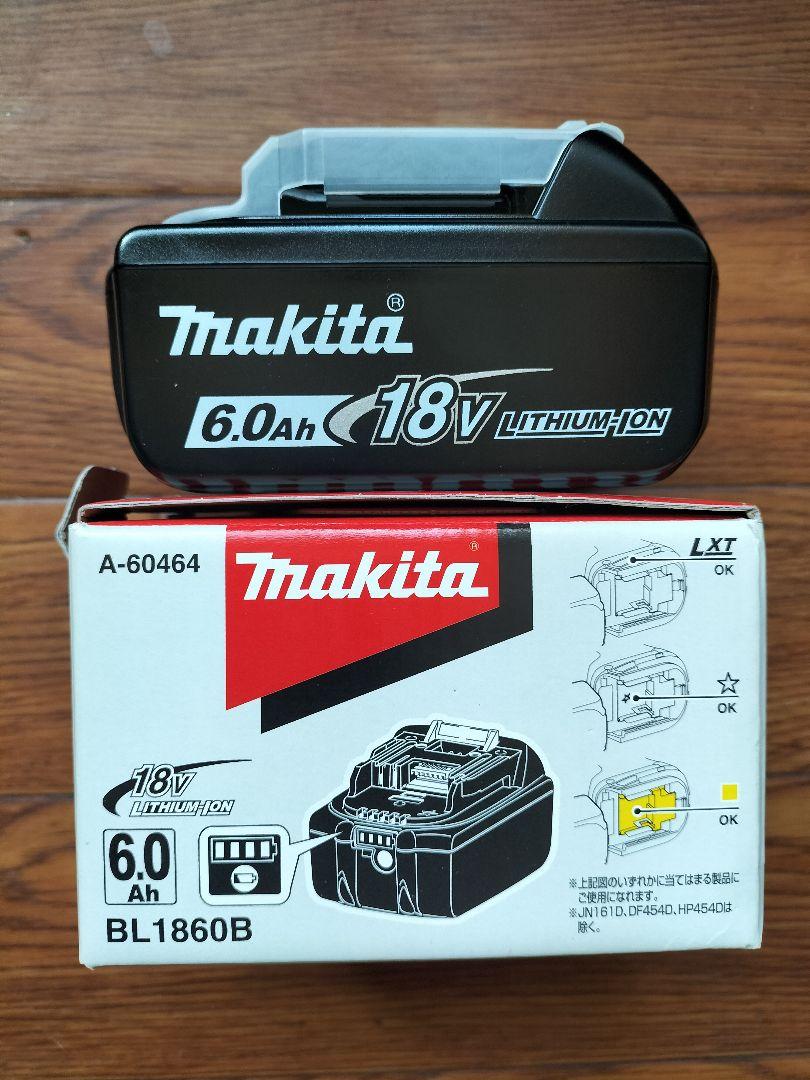 makita®
6.0Ah 18V LITHIUM-ION
A-60464
makita®
LXT
OK
☆
OK
OK
18V
LITHIUM-ION
6.0
Ah
BL1860B
※上記図のいずれかに当てはまる製品に
ご使用になれます。
※JN161D、DF454D、HP454Dは
除く。